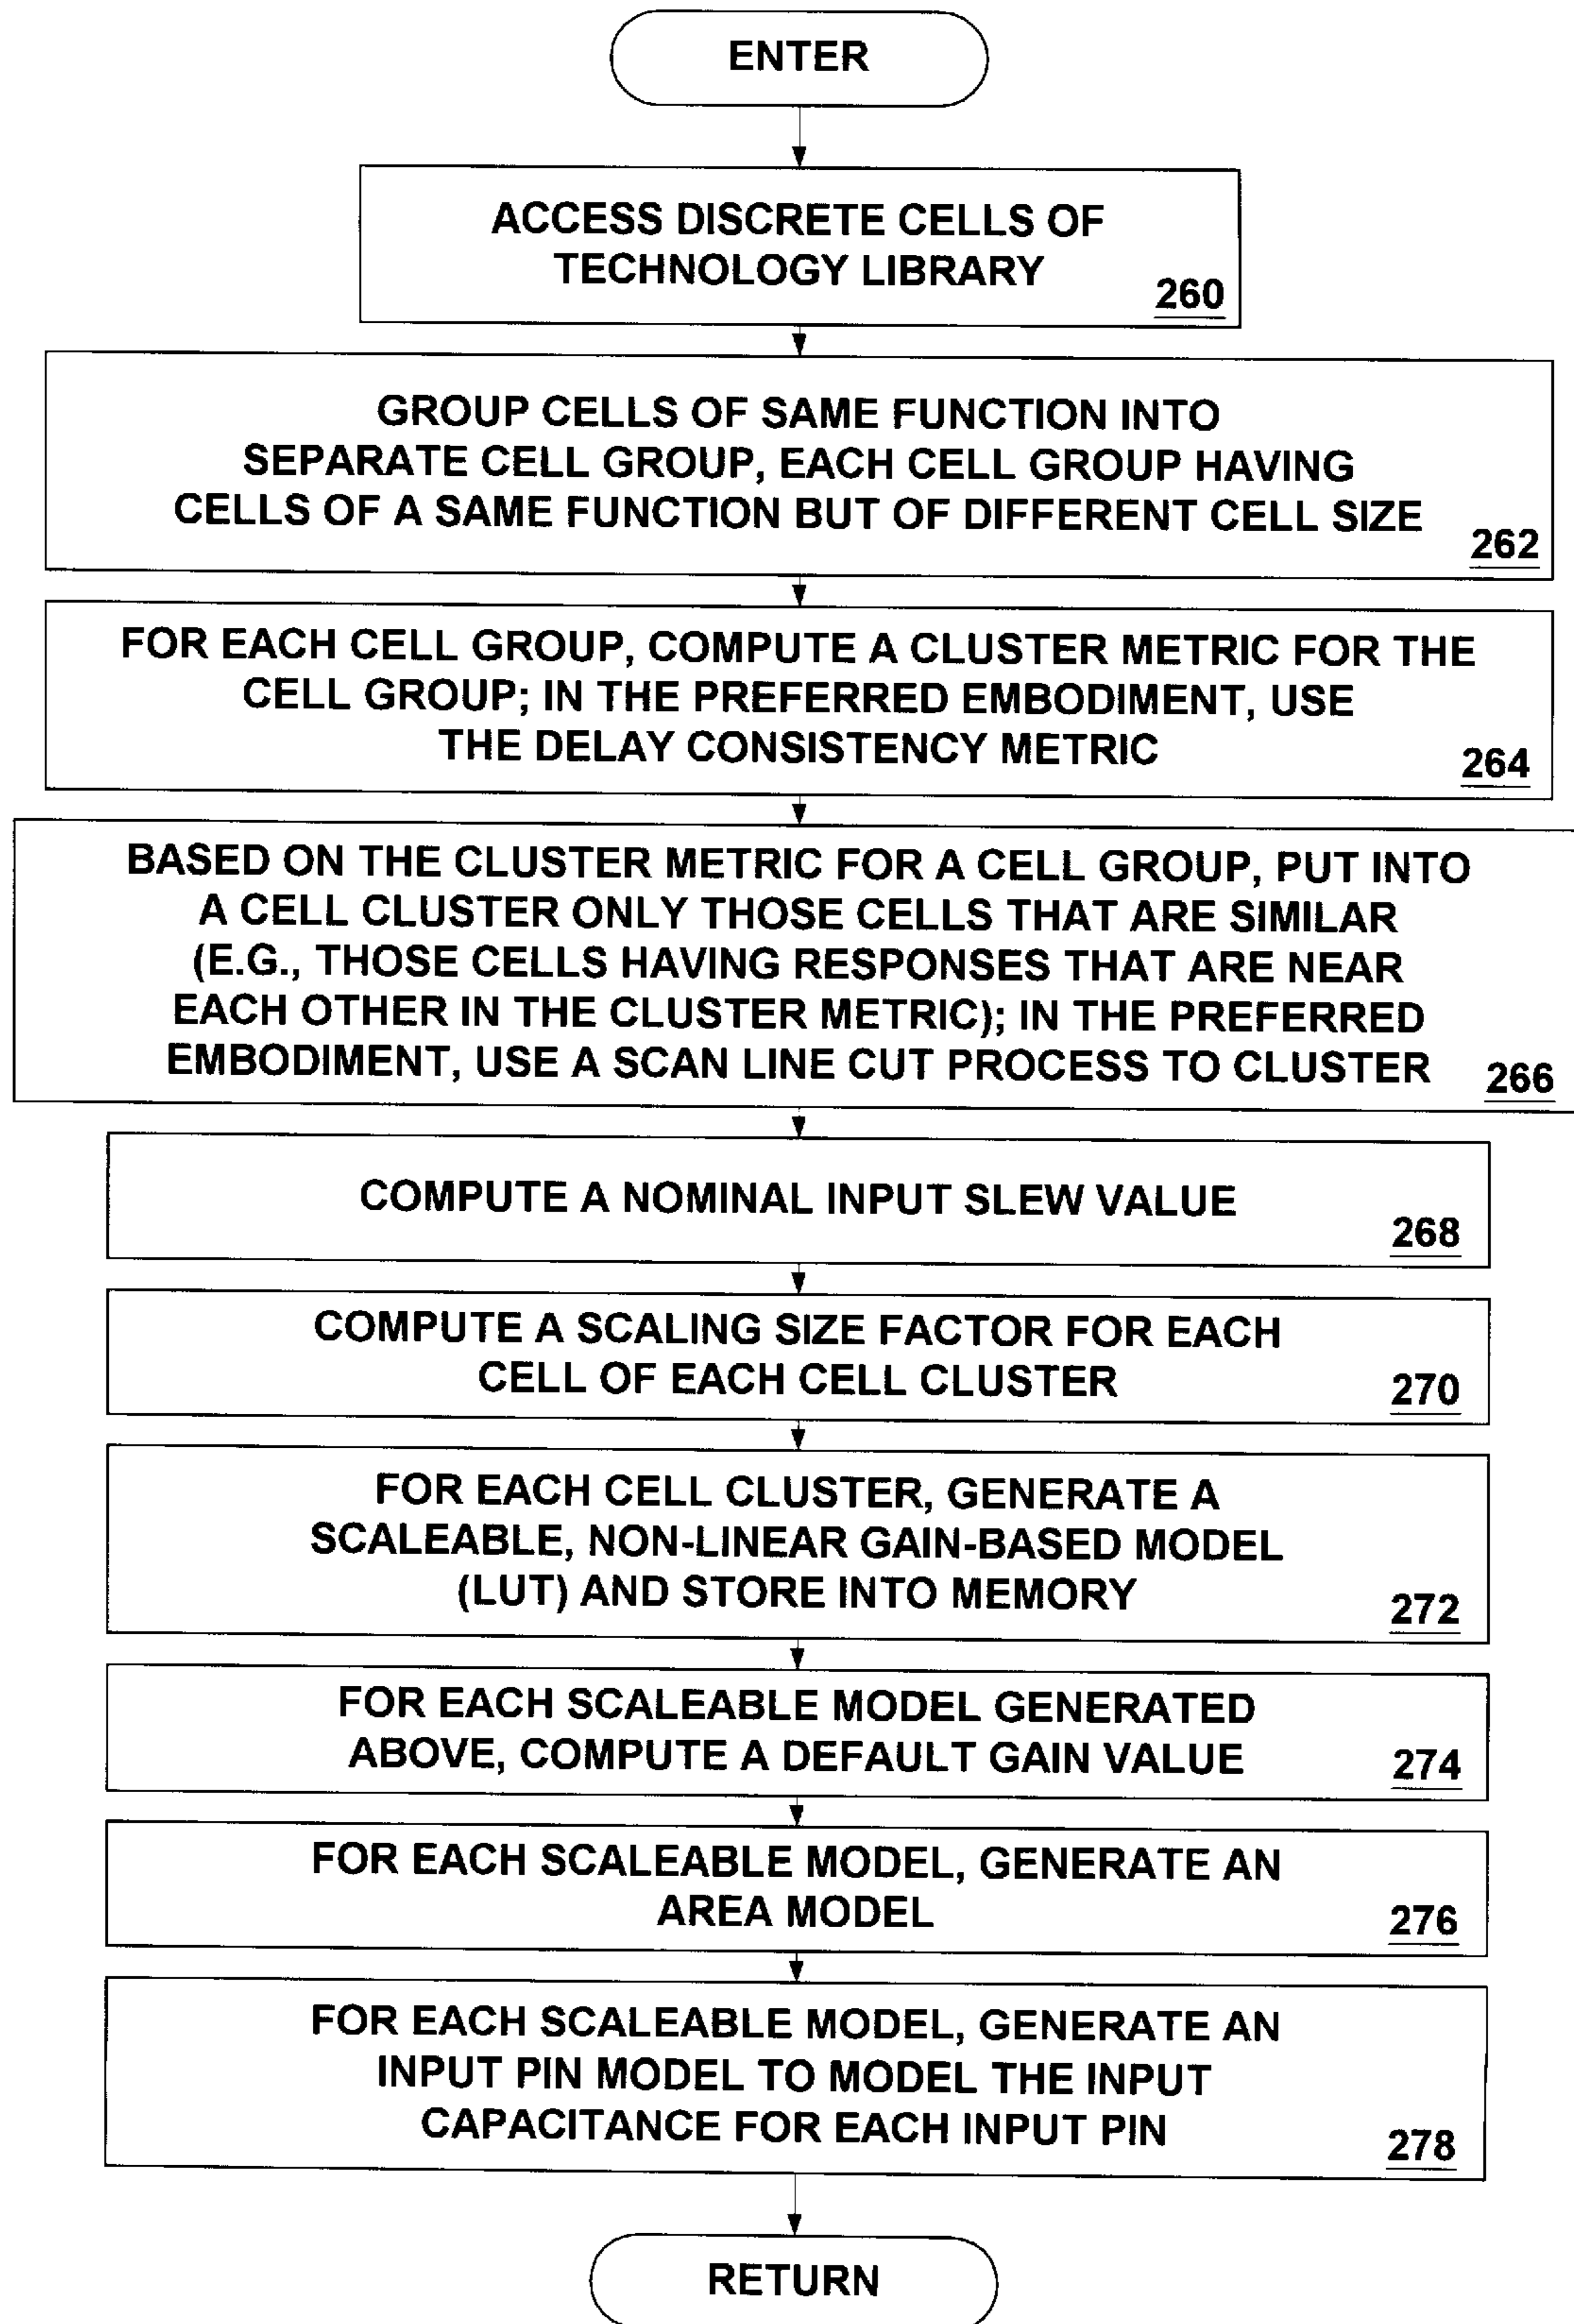 ENTER
ACCESS DISCRETE CELLS OF
TECHNOLOGY LIBRARY
260
GROUP CELLS OF SAME FUNCTION INTO
SEPARATE CELL GROUP, EACH CELL GROUP HAVING
CELLS OF A SAME FUNCTION BUT OF DIFFERENT CELL SIZE
262
FOR EACH CELL GROUP, COMPUTE A CLUSTER METRIC FOR THE
CELL GROUP; IN THE PREFERRED EMBODIMENT, USE
THE DELAY CONSISTENCY METRIC
264
BASED ON THE CLUSTER METRIC FOR A CELL GROUP, PUT INTO
A CELL CLUSTER ONLY THOSE CELLS THAT ARE SIMILAR
(E.G., THOSE CELLS HAVING RESPONSES THAT ARE NEAR
EACH OTHER IN THE CLUSTER METRIC); IN THE PREFERRED
EMBODIMENT, USE A SCAN LINE CUT PROCESS TO CLUSTER
266
COMPUTE A NOMINAL INPUT SLEW VALUE
268
COMPUTE A SCALING SIZE FACTOR FOR EACH
CELL OF EACH CELL CLUSTER
270
FOR EACH CELL CLUSTER, GENERATE A
SCALEABLE, NON-LINEAR GAIN-BASED MODEL
(LUT) AND STORE INTO MEMORY
272
FOR EACH SCALEABLE MODEL GENERATED
ABOVE, COMPUTE A DEFAULT GAIN VALUE
274
FOR EACH SCALEABLE MODEL, GENERATE AN
AREA MODEL
276
FOR EACH SCALEABLE MODEL, GENERATE AN
INPUT PIN MODEL TO MODEL THE INPUT
CAPACITANCE FOR EACH INPUT PIN
278
RETURN